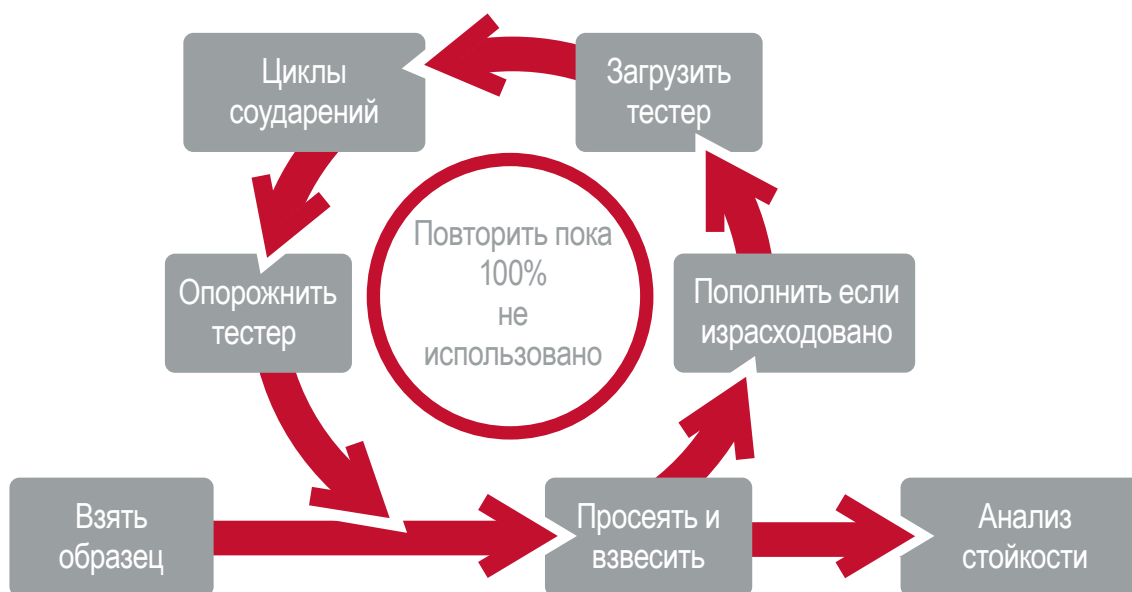 Циклы
соударений
Загрузить
тестер
Повторить пока
100%
не
использовано
Опорожнить
тестер
Пополнить если
израсходовано
Взять
образец
Просеять и
взвесить
Анализ
стойкости